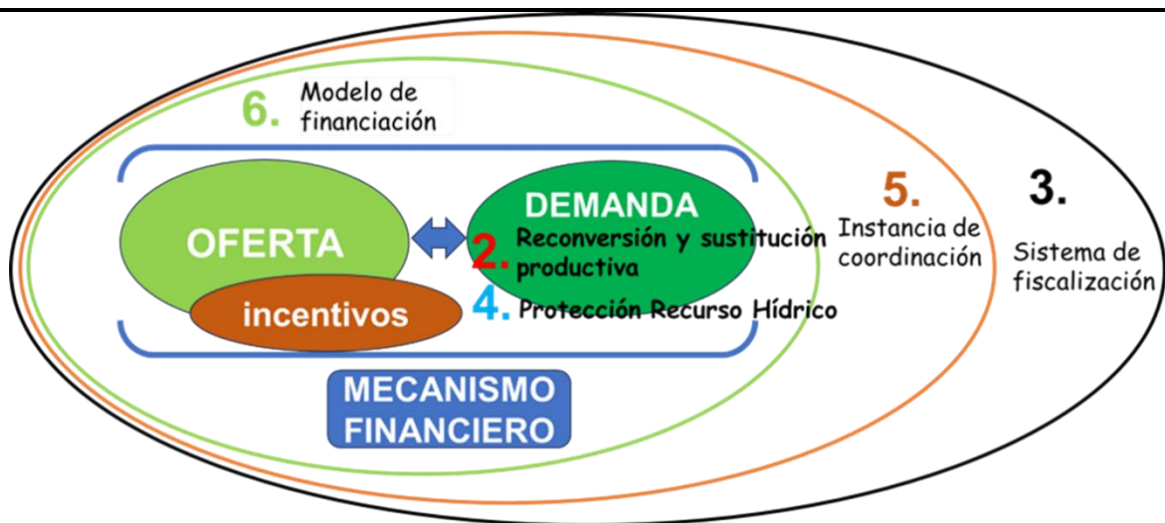 6. Modelo de
financiación
OFERTA
incentivos
DEMANDA
2. Reconversión y sustitución
productiva
4. Protección Recurso Hídrico
MECANISMO
FINANCIERO
5.
Instancia de
coordinación
3.
Sistema de
fiscalización